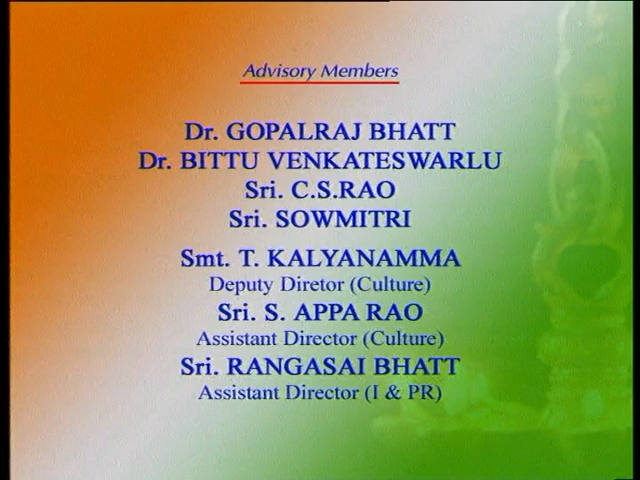 Advisory Members
Dr. GOPALRAJ BHATT
Dr. BITTU VENKATESWARLU
Sri. C.S.RAO
Sri. SOWMITRI
Smt. T. KALYANAMMA
Deputy Diretor (Culture)
Sri. S. APPA RAO
Assistant Director (Culture)
Sri. RANGASAI BHATT
Assistant Director (I & PR)